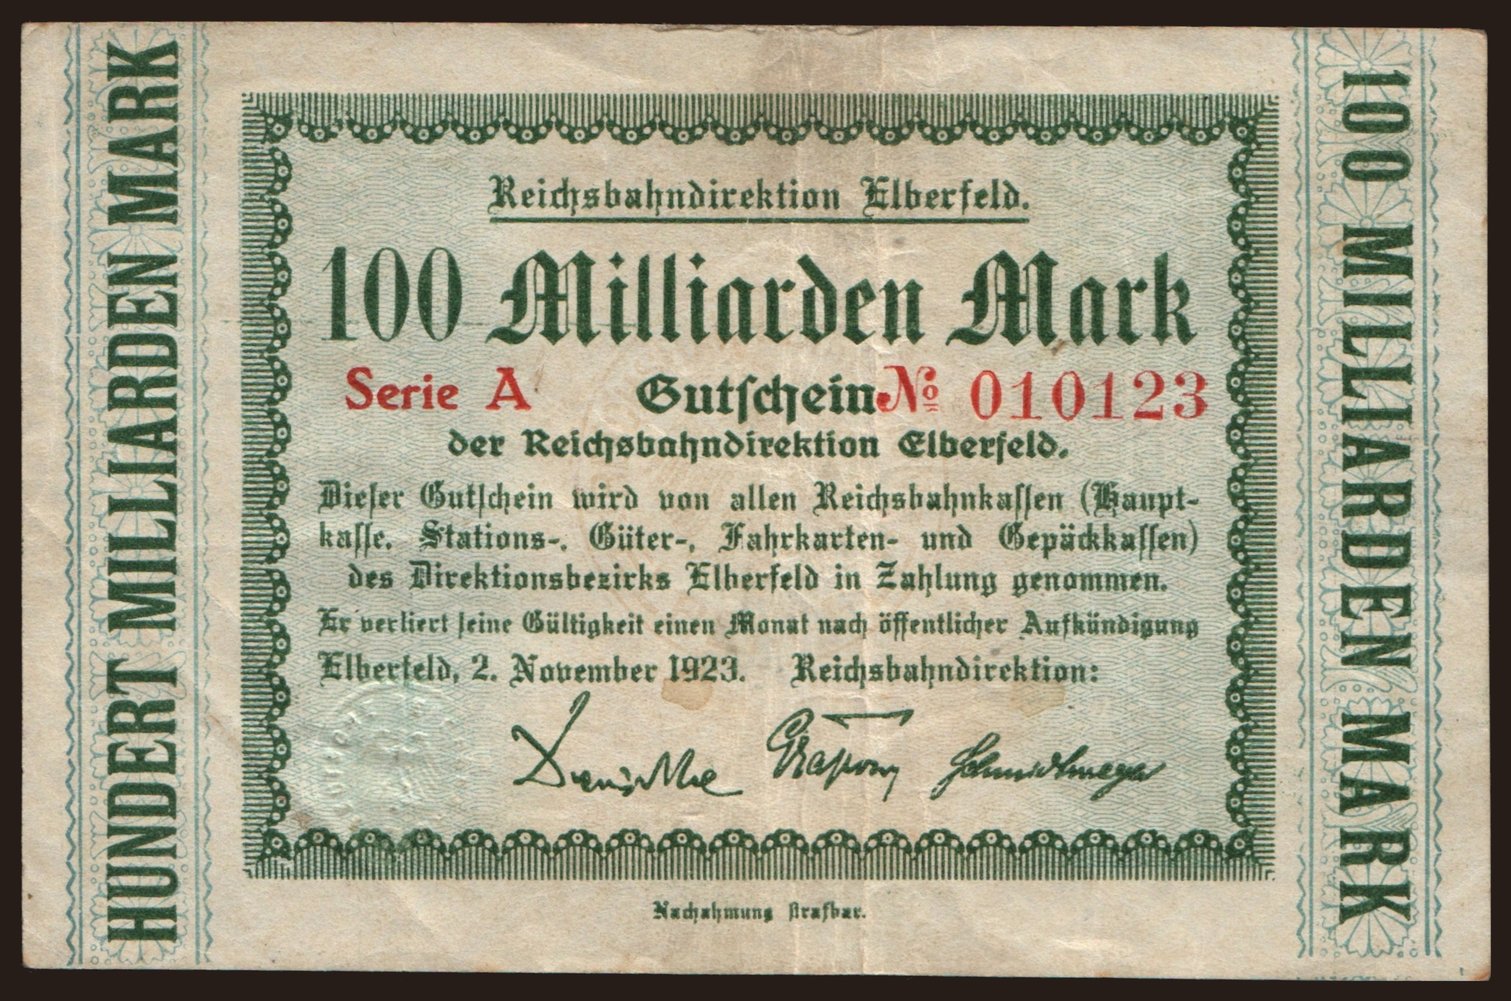 HUNDERT MILLIARDEN MARK
Reichsbahndirektion Elberfeld.
100 Milliarden Mark
Serie A Gutschein № 010123
der Reichsbahndirektion Elberfeld.
Dieser Gutschein wird von allen Reichsbahnkassen (Haupt-
kasse, Stations-, Güter-, Fahrkarten- und Gepäckkassen)
des Direktionsbezirks Elberfeld in Zahlung genommen.
Er verliert seine Gültigkeit einen Monat nach öffentlicher Aufkündigung
Elberfeld, 2. November 1923. Reichsbahndirektion:
Nachahmung strafbar.
100 MILLIARDEN MARK